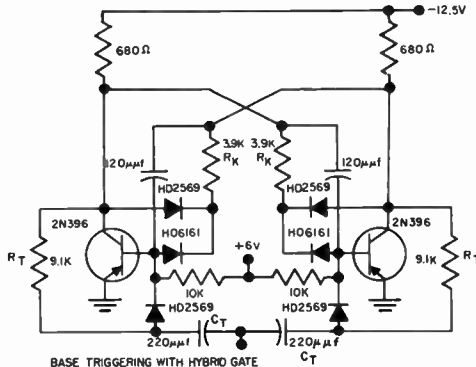 -12.5V
680Ω
680Ω
3.9K
3.9K
RK
RK
120μμf
120μμf
HD2569
HD2569
2N396
HD6161
HD6161
2N396
+6V
RT
9.1K
9.1K
RT
10K
10K
HD2569
HD2569
CT
220μμf
220μμf
CT
BASE TRIGGERING WITH HYBRID GATE